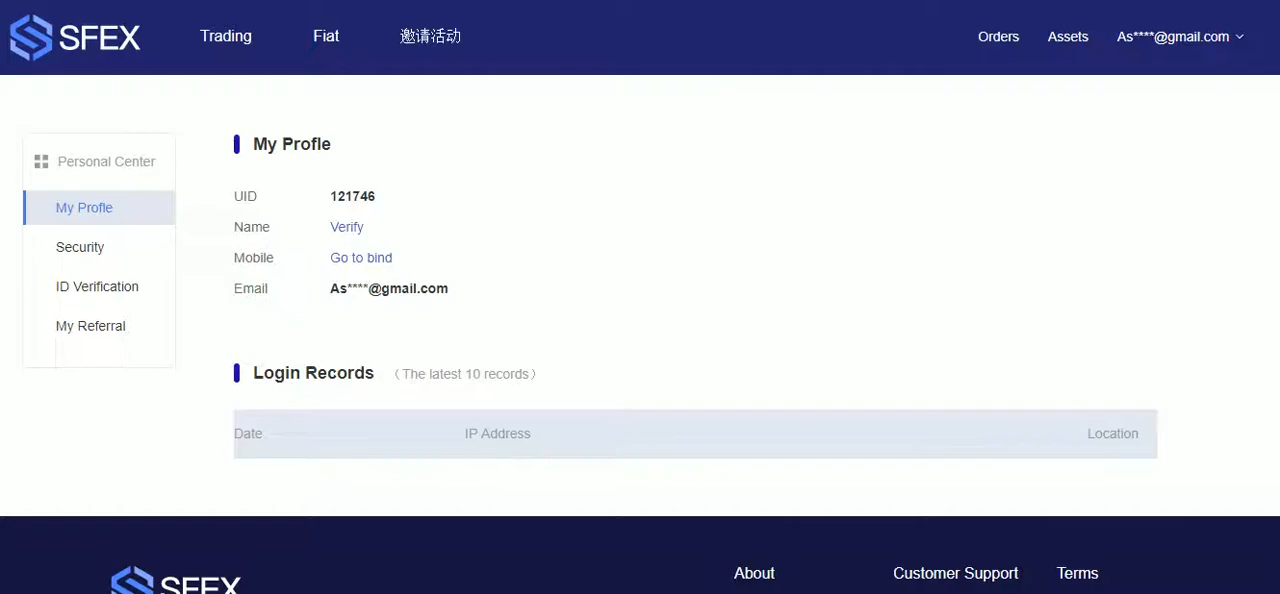 SFEX
Trading
Fiat
邀请活动
Orders
Assets
As****@gmail.com
Personal Center
My Profle
Security
ID Verification
My Referral
My Profle
UID 121746
Name Verify
Mobile Go to bind
Email As****@gmail.com
Login Records （The latest 10 records）
Date IP Address Location
SFEX
About
Customer Support
Terms